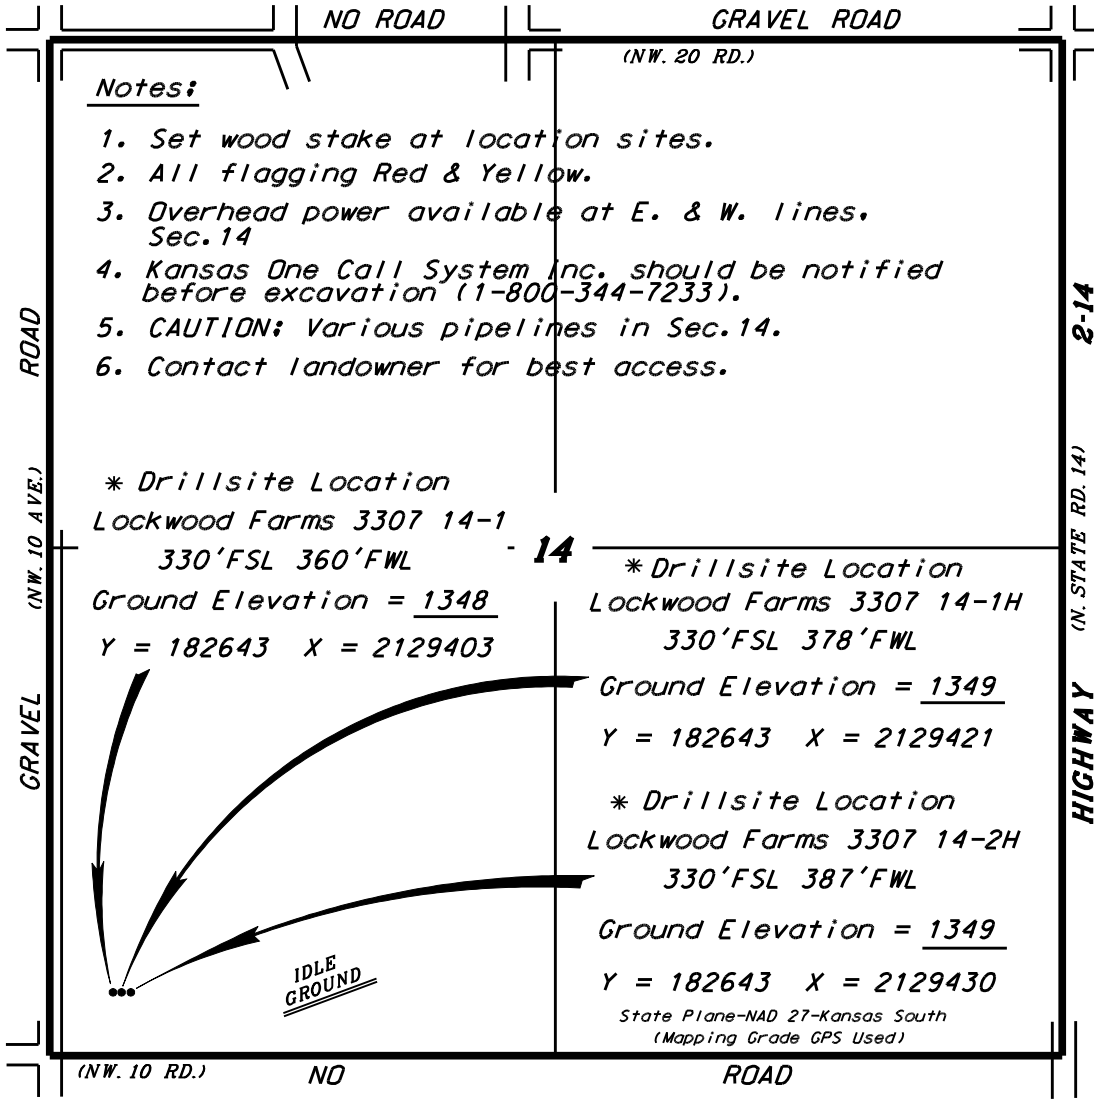 NO ROAD
GRAVEL ROAD
(NW. 20 RD.)
Notes:
1. Set wood stake at location sites.
2. All flagging Red & Yellow.
3. Overhead power available at E. & W. lines,
Sec. 14
4. Kansas One Call System Inc. should be notified
before excavation (1-800-344-7233).
5. CAUTION: Various pipelines in Sec. 14.
6. Contact landowner for best access.
GRAVEL (NW. 10 AVE.) ROAD
HIGHWAY (N. STATE RD. 14) 2-14
* Drillsite Location
Lockwood Farms 3307 14-1
330'FSL 360'FWL
Ground Elevation = 1348
Y = 182643 X = 2129403
14
* Drillsite Location
Lockwood Farms 3307 14-1H
330'FSL 378'FWL
Ground Elevation = 1349
Y = 182643 X = 2129421
* Drillsite Location
Lockwood Farms 3307 14-2H
330'FSL 387'FWL
Ground Elevation = 1349
Y = 182643 X = 2129430
State Plane-NAD 27-Kansas South
(Mapping Grade GPS Used)
IDLE
GROUND
(NW. 10 RD.)
NO ROAD